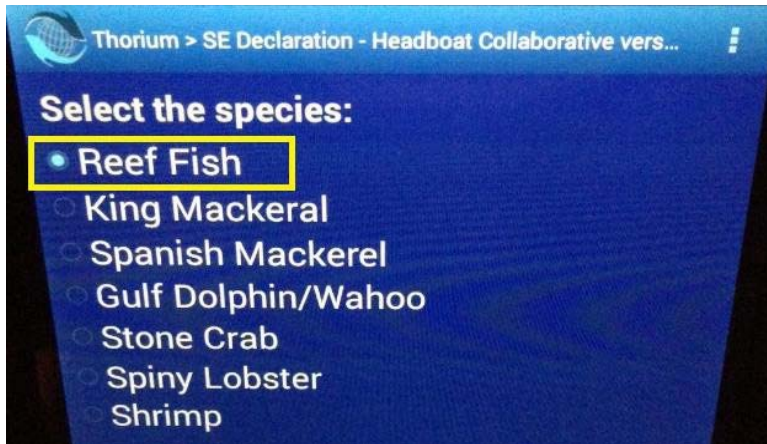 Thorium > SE Declaration - Headboat Collaborative vers...
Select the species:
Reef Fish
King Mackeral
Spanish Mackerel
Gulf Dolphin/Wahoo
Stone Crab
Spiny Lobster
Shrimp